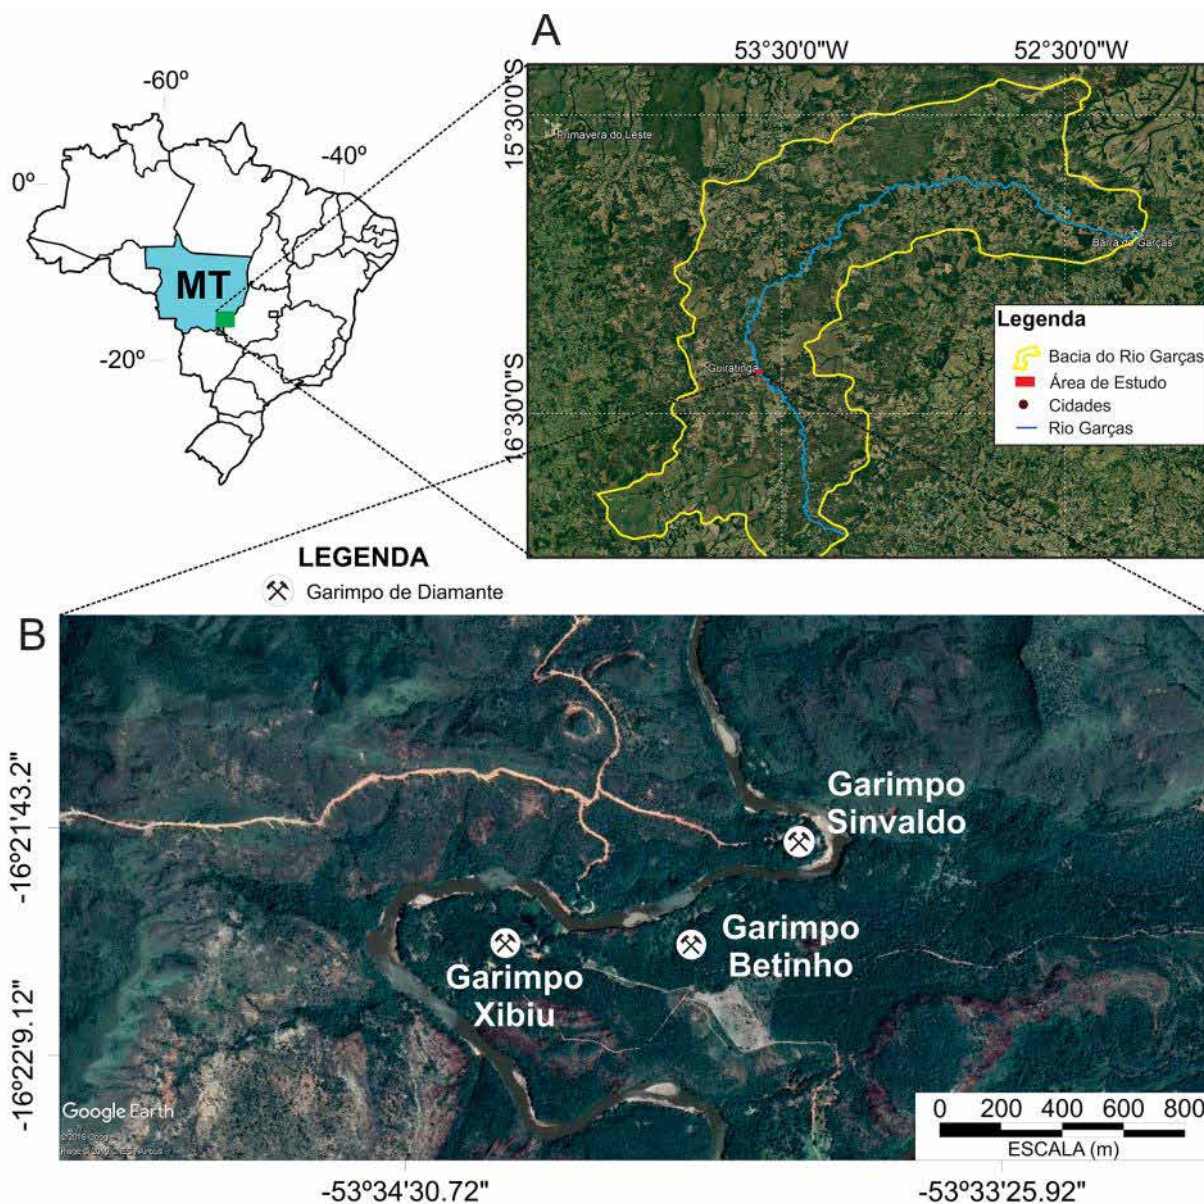 A
53°30'0"W
52°30'0"W
-60º
-40º
0º
-20º
MT
15°30'0"S
16°30'0"S
Primavera do Leste
Barra do Garças
Guiratinga
Legenda
Bacia do Rio Garças
Área de Estudo
Cidades
Rio Garças
LEGENDA
Garimpo de Diamante
B
-16º21'43.2"
-16º22'9.12"
Garimpo
Sinvaldo
Garimpo
Betinho
Garimpo
Xibiu
Google Earth
0 200 400 600 800
ESCALA (m)
-53º34'30.72"
-53º33'25.92"